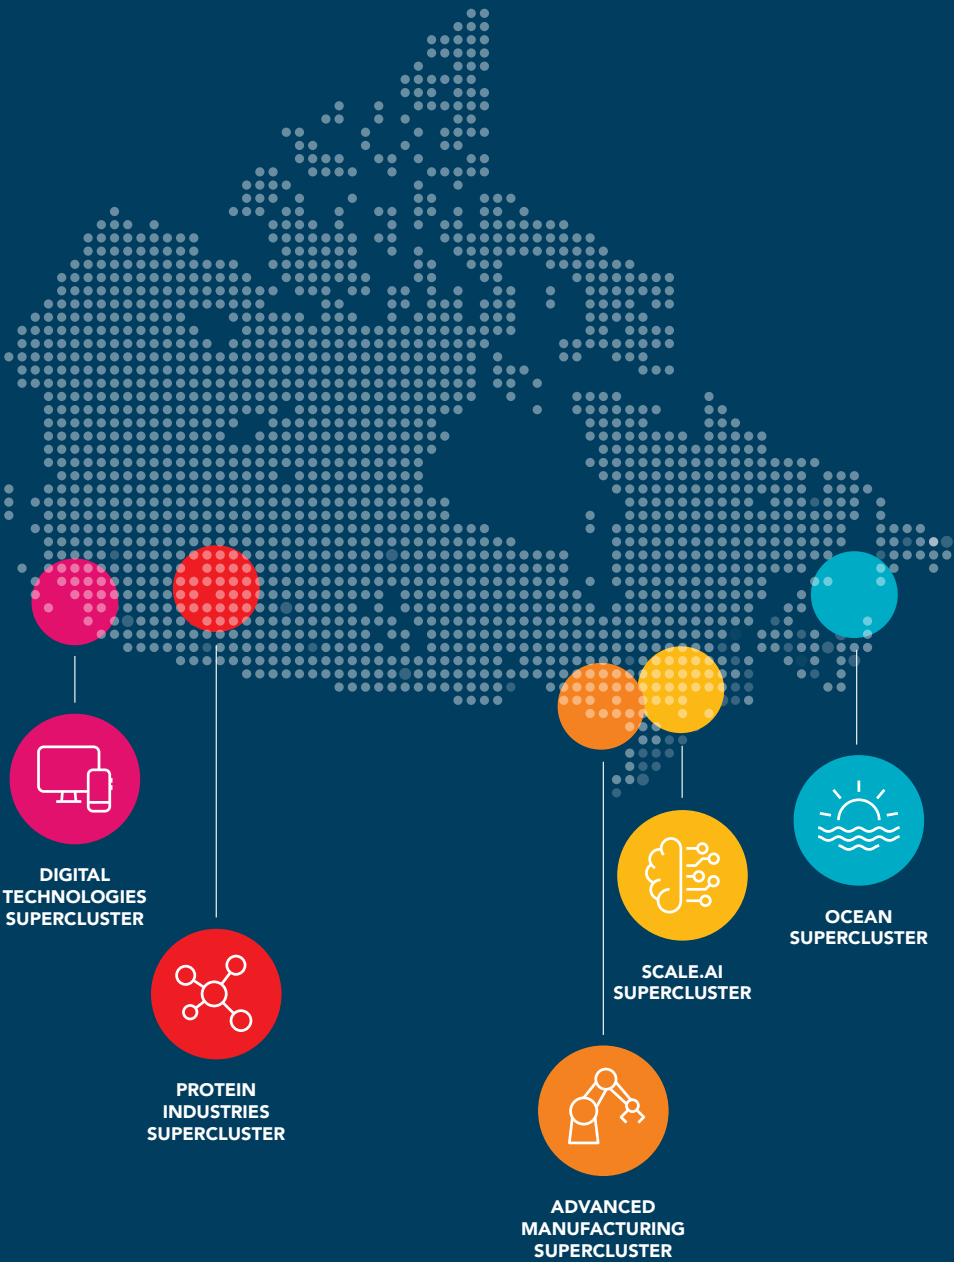 DIGITAL
TECHNOLOGIES
SUPERCLUSTER
PROTEIN
INDUSTRIES
SUPERCLUSTER
ADVANCED
MANUFACTURING
SUPERCLUSTER
SCALE.AI
SUPERCLUSTER
OCEAN
SUPERCLUSTER